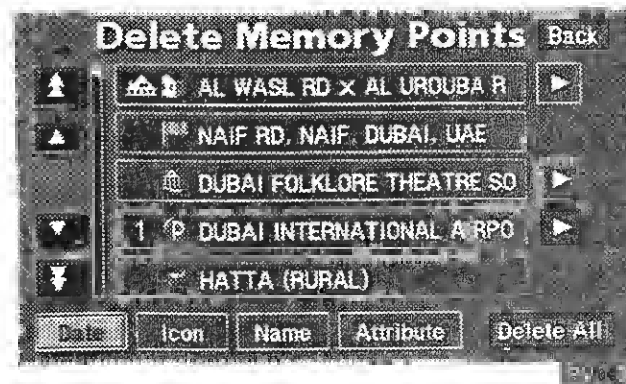 Delete Memory Points Back
AL WASL RD X AL UROUBA R
NAIF RD, NAIF, DUBAI, UAE
DUBAI FOLKLORE THEATRE SO
1 P DUBAI INTERNATIONAL AIRPO
HATTA (RURAL)
Date Icon Name Attribute Delete All